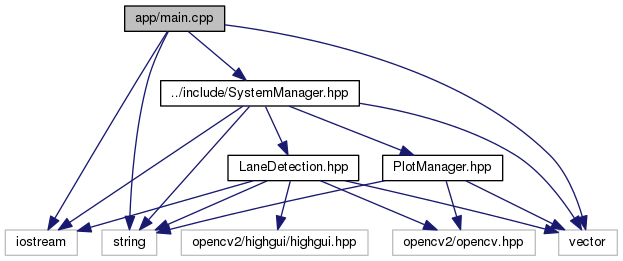 app/main.cpp
../include/SystemManager.hpp
LaneDetection.hpp
PlotManager.hpp
iostream
string
opencv2/highgui/highgui.hpp
opencv2/opencv.hpp
vector